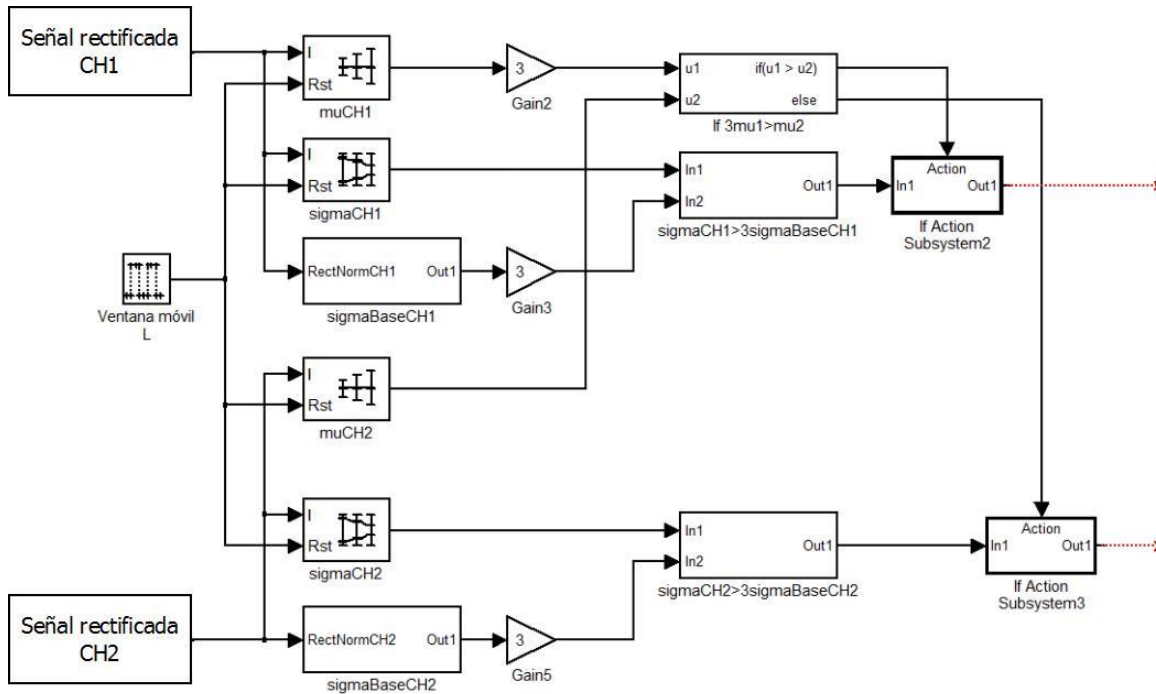 Señal rectificada
CH1
I
Rst
muCH1
3
Gain2
u1
if(u1 > u2)
u2
else
If 3mu1>mu2
I
Rst
sigmaCH1
In1
Out1
In2
sigmaCH1>3sigmaBaseCH1
Action
In1
Out1
If Action
Subsystem2
RectNormCH1
Out1
sigmaBaseCH1
3
Gain3
Ventana móvil
L
I
Rst
muCH2
I
Rst
sigmaCH2
In1
Out1
In2
sigmaCH2>3sigmaBaseCH2
Action
In1
Out1
If Action
Subsystem3
Señal rectificada
CH2
RectNormCH2
Out1
sigmaBaseCH2
3
Gain5